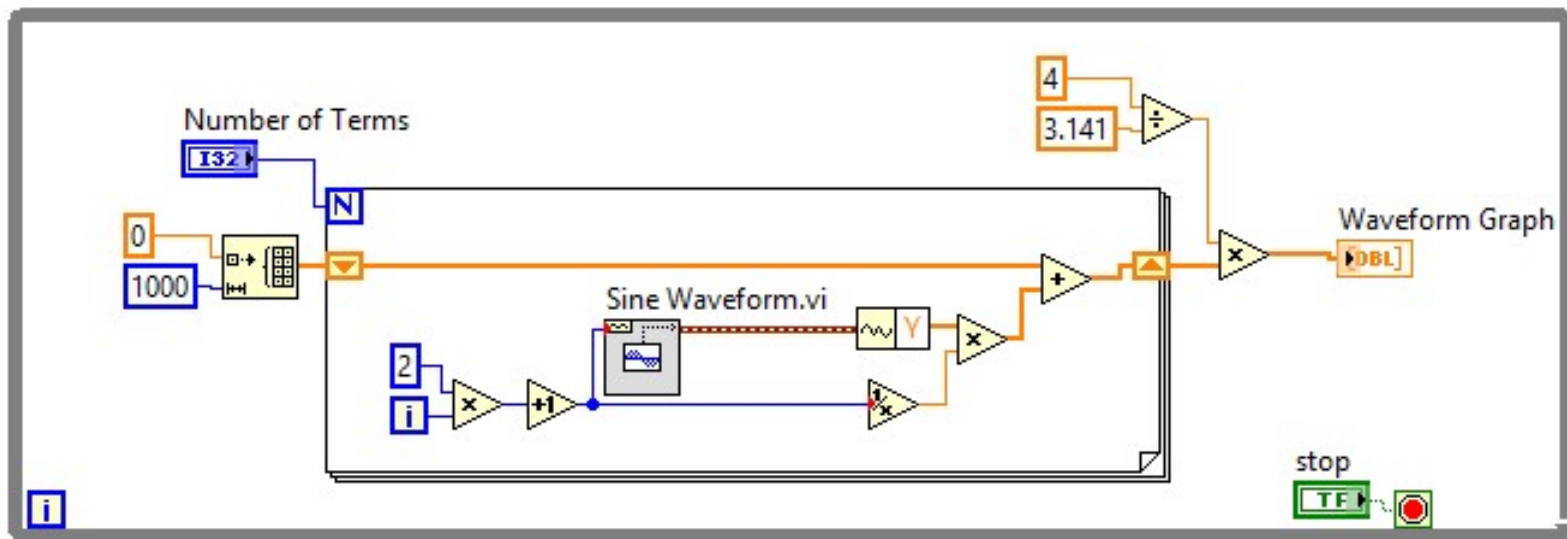 4
3.141
÷
Number of Terms
I32
N
0
1000
Waveform Graph
x
DBL]
+
Sine Waveform.vi
Y
x
2
i
x
+1
1/x
stop
TF
i